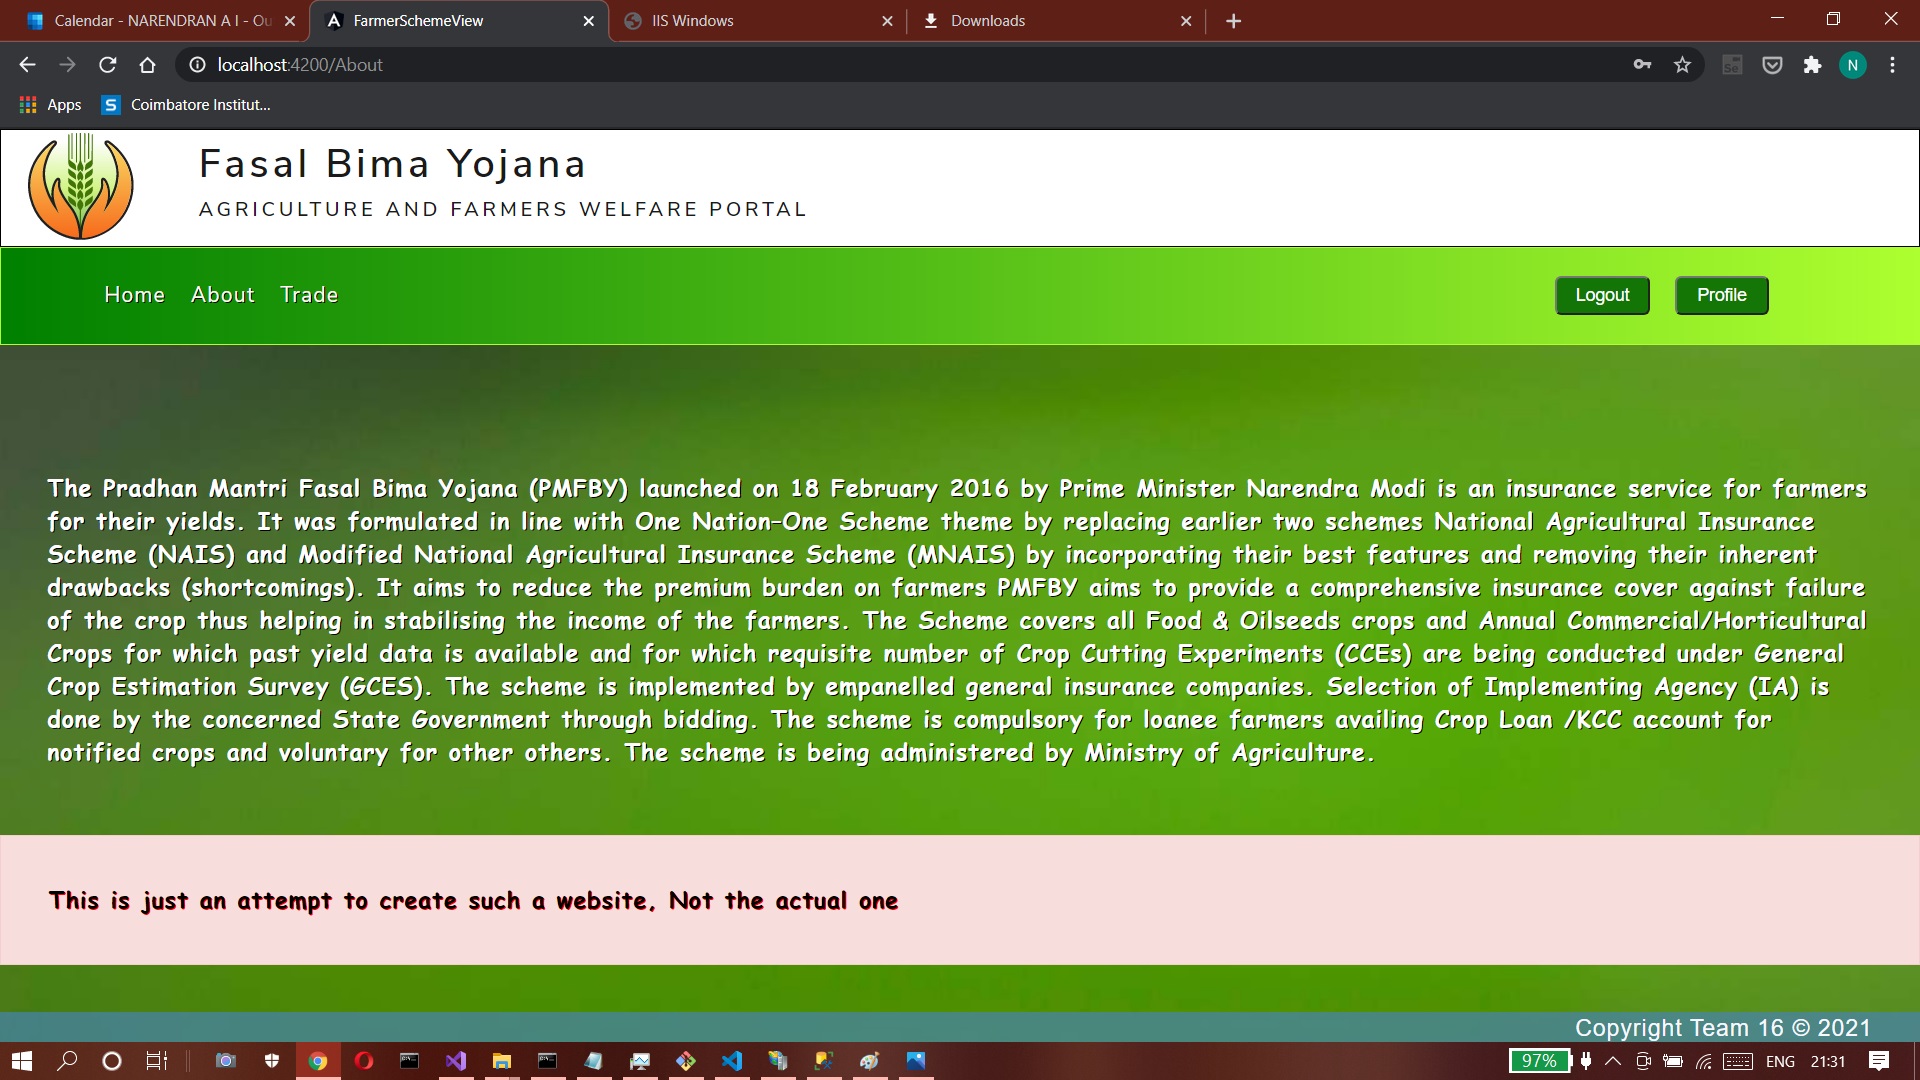 Calendar - NARENDRAN A I - Ou
FarmerSchemeView
IIS Windows
Downloads
localhost:4200/About
N
Apps
S
Coimbatore Institut...
Fasal Bima Yojana
AGRICULTURE AND FARMERS WELFARE PORTAL
Home About Trade
Logout
Profile
The Pradhan Mantri Fasal Bima Yojana (PMFBY) launched on 18 February 2016 by Prime Minister Narendra Modi is an insurance service for farmers
for their yields. It was formulated in line with One Nation–One Scheme theme by replacing earlier two schemes National Agricultural Insurance
Scheme (NAIS) and Modified National Agricultural Insurance Scheme (MNAIS) by incorporating their best features and removing their inherent
drawbacks (shortcomings). It aims to reduce the premium burden on farmers PMFBY aims to provide a comprehensive insurance cover against failure
of the crop thus helping in stabilising the income of the farmers. The Scheme covers all Food & Oilseeds crops and Annual Commercial/Horticultural
Crops for which past yield data is available and for which requisite number of Crop Cutting Experiments (CCEs) are being conducted under General
Crop Estimation Survey (GCES). The scheme is implemented by empanelled general insurance companies. Selection of Implementing Agency (IA) is
done by the concerned State Government through bidding. The scheme is compulsory for loanee farmers availing Crop Loan /KCC account for
notified crops and voluntary for other others. The scheme is being administered by Ministry of Agriculture.
This is just an attempt to create such a website, Not the actual one
Copyright Team 16 © 2021
97%
ENG
21:31